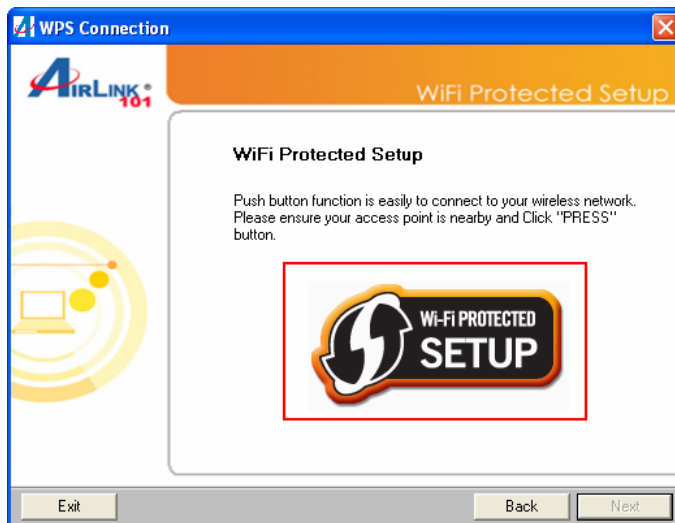 WPS Connection
AIRLINK
101
WiFi Protected Setup
WiFi Protected Setup
Push button function is easily to connect to your wireless network.
Please ensure your access point is nearby and Click "PRESS"
button.
Wi-Fi PROTECTED
SETUP
Exit
Back
Next